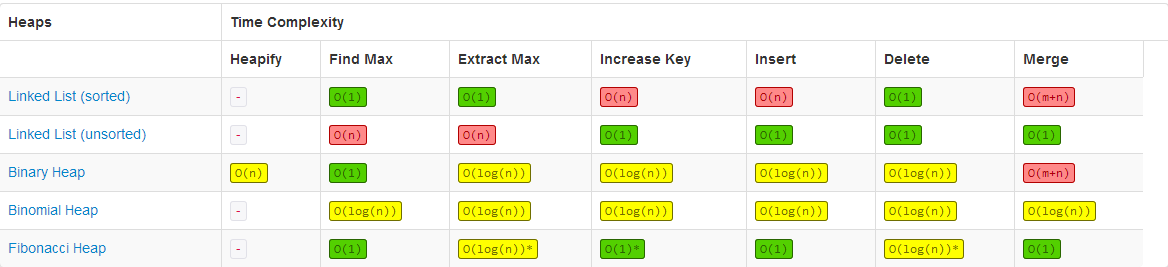 Heaps Time Complexity
Heapify Find Max Extract Max Increase Key Insert Delete Merge
Linked List (sorted) - O(1) O(1) O(n) O(n) O(1) O(m+n)
Linked List (unsorted) - O(n) O(n) O(1) O(1) O(1) O(1)
Binary Heap O(n) O(1) O(log(n)) O(log(n)) O(log(n)) O(log(n)) O(m+n)
Binomial Heap - O(log(n)) O(log(n)) O(log(n)) O(log(n)) O(log(n)) O(log(n))
Fibonacci Heap - O(1) O(log(n))* O(1)* O(1) O(log(n))* O(1)